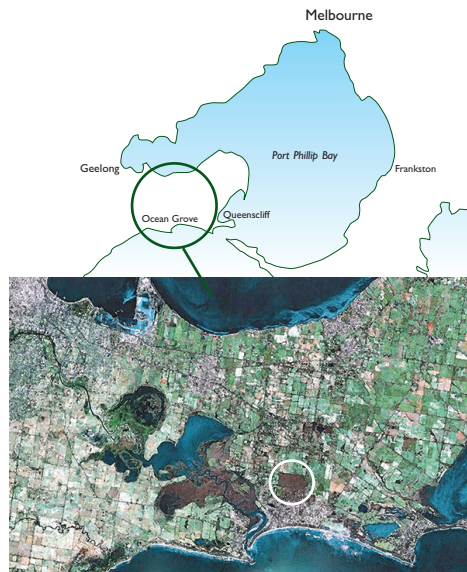 Melbourne
Port Phillip Bay
Geelong
Frankston
Ocean Grove
Queenscliff